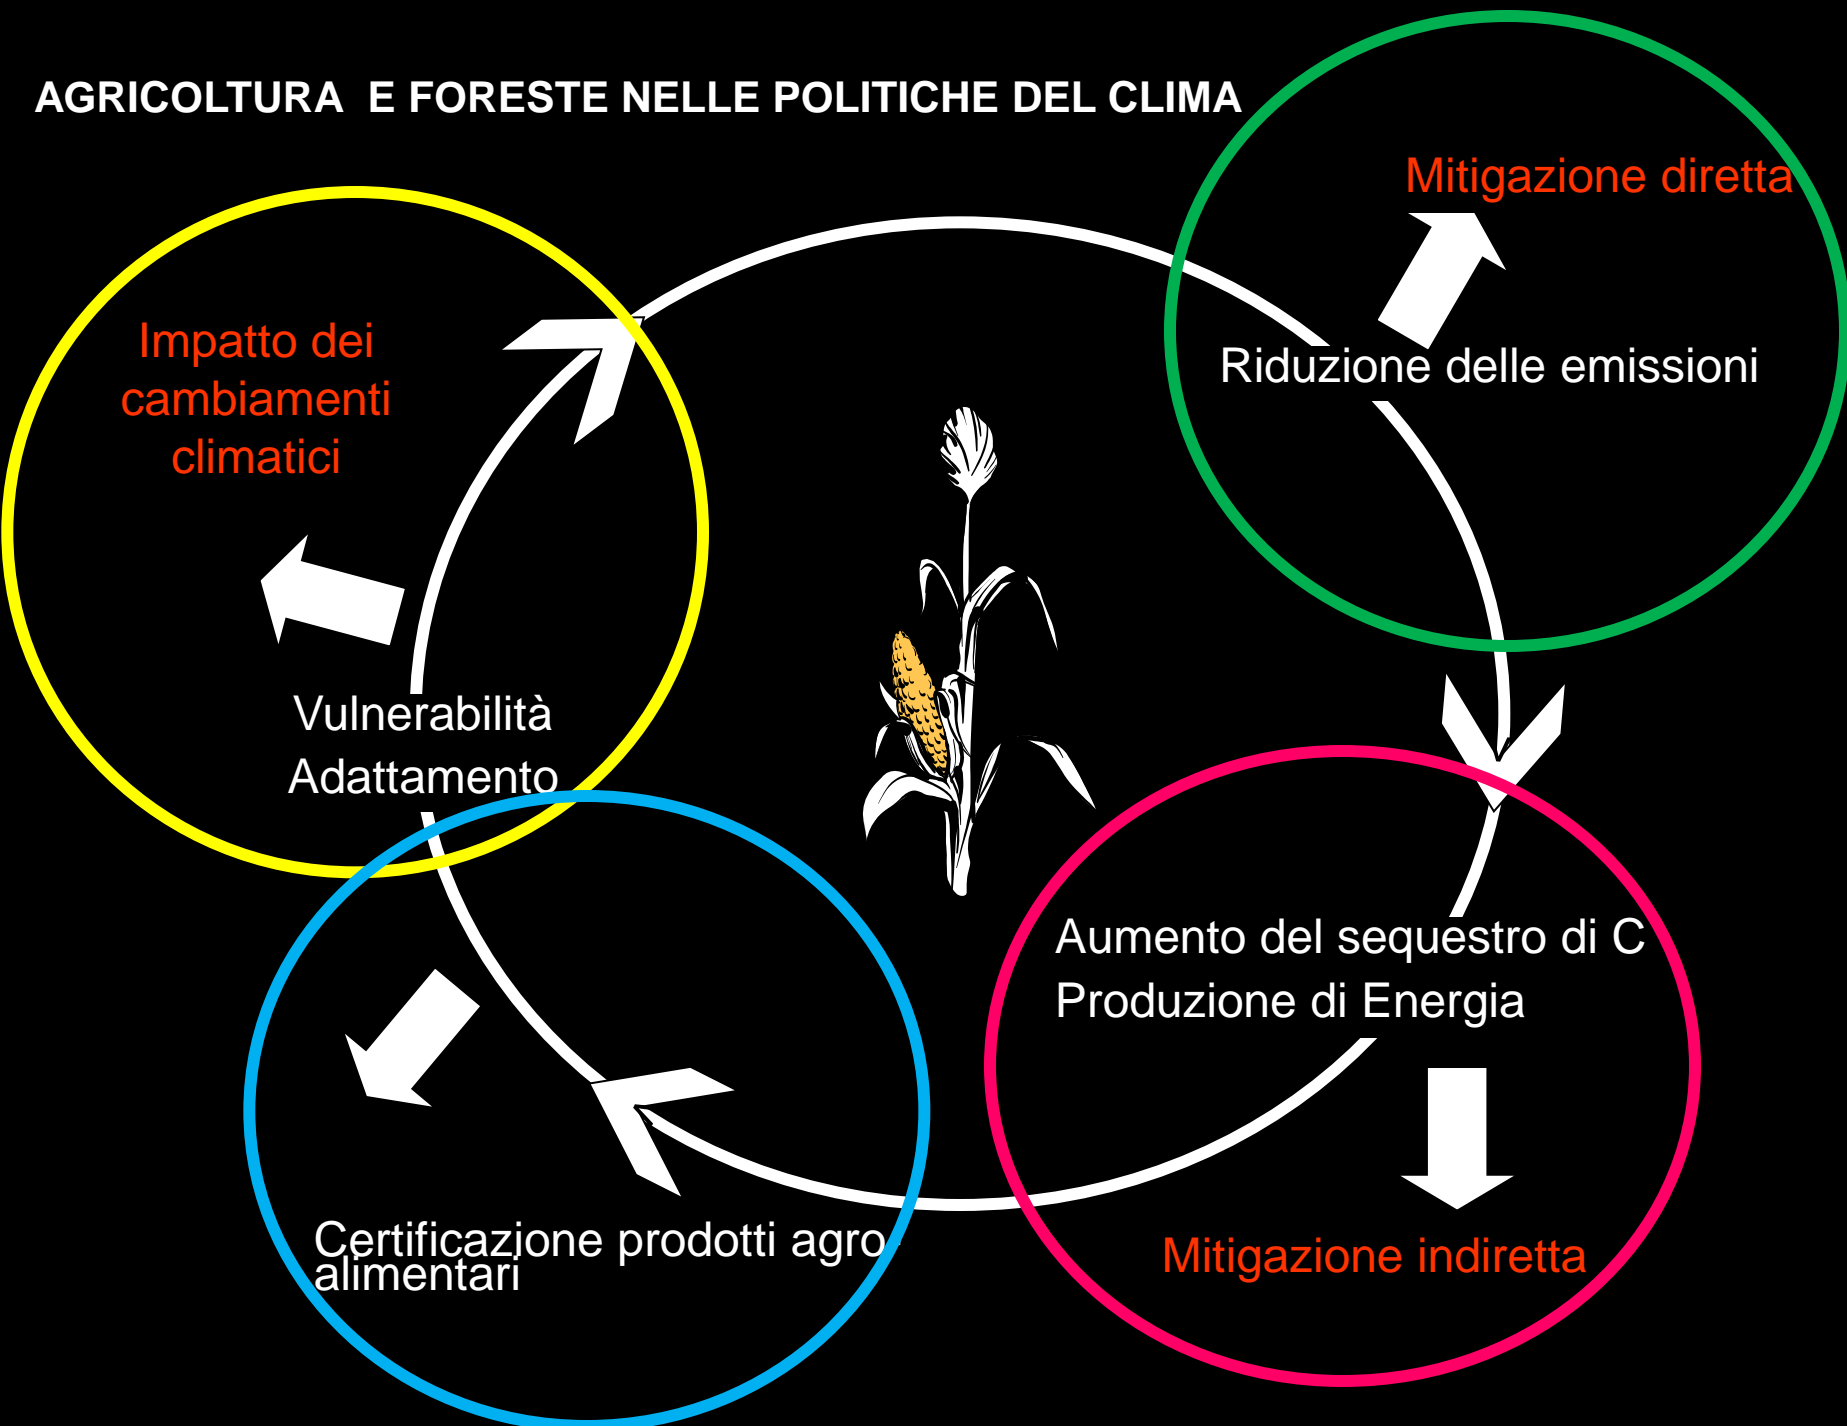 AGRICOLTURA E FORESTE NELLE POLITICHE DEL CLIMA
Mitigazione diretta
Riduzione delle emissioni
Impatto dei
cambiamenti
climatici
Vulnerabilità
Adattamento
Aumento del sequestro di C
Produzione di Energia
Mitigazione indiretta
Certificazione prodotti agro-
alimentari